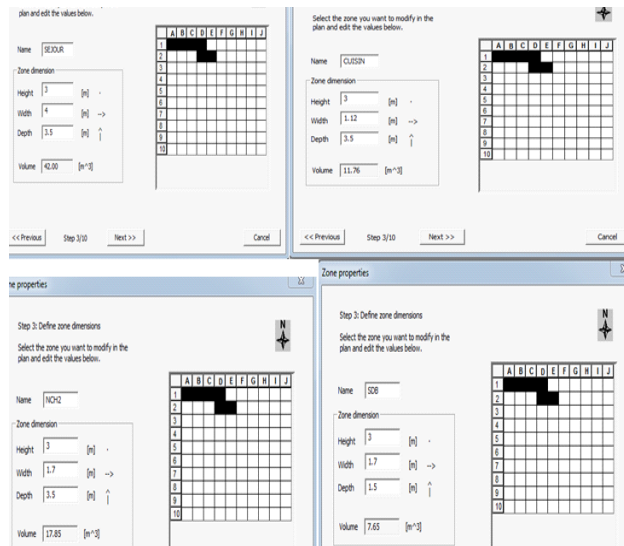 plan and edit the values below.
Name SEJOUR
Zone dimension
Height 3 [m] ·
Width 4 [m] -->
Depth 3.5 [m] ^ |
Volume 42.00 [m^3]
A B C D E F G H I J
1
2
3
4
5
6
7
8
9
10
<< Previous Step 3/10 Next >> Cancel
Select the zone you want to modify in the
plan and edit the values below.
Name CUISIN
Zone dimension
Height 3 [m] ·
Width 1.12 [m] -->
Depth 3.5 [m] ^ |
Volume 11.76 [m^3]
A B C D E F G H I J
1
2
3
4
5
6
7
8
9
10
<< Previous Step 3/10 Next >> Cancel
ne properties
Step 3: Define zone dimensions
N
Select the zone you want to modify in the
plan and edit the values below.
Name NCH2
Zone dimension
Height 3 [m] ·
Width 1.7 [m] -->
Depth 3.5 [m] ^ |
Volume 17.85 [m^3]
A B C D E F G H I J
1
2
3
4
5
6
7
8
9
10
Zone properties
Step 3: Define zone dimensions
N
Select the zone you want to modify in the
plan and edit the values below.
Name SDB
Zone dimension
Height 3 [m] ·
Width 1.7 [m] -->
Depth 1.5 [m] ^ |
Volume 7.65 [m^3]
A B C D E F G H I J
1
2
3
4
5
6
7
8
9
10